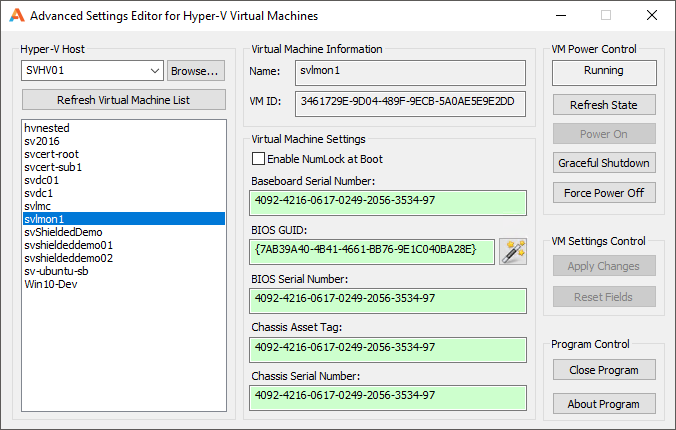 Advanced Settings Editor for Hyper-V Virtual Machines
Hyper-V Host
SVHV01
Browse...
Refresh Virtual Machine List
hvnested
sv2016
svcert-root
svcert-sub1
svdc01
svdc1
svlmc
svlmon1
svShieldedDemo
svshieldeddemo01
svshieldeddemo02
sv-ubuntu-sb
Win10-Dev
Virtual Machine Information
Name: svlmon1
VM ID: 3461729E-9D04-489F-9ECB-5A0AE5E9E2DD
Virtual Machine Settings
Enable NumLock at Boot
Baseboard Serial Number:
4092-4216-0617-0249-2056-3534-97
BIOS GUID:
{7AB39A40-4B41-4661-BB76-9E1C040BA28E}
BIOS Serial Number:
4092-4216-0617-0249-2056-3534-97
Chassis Asset Tag:
4092-4216-0617-0249-2056-3534-97
Chassis Serial Number:
4092-4216-0617-0249-2056-3534-97
VM Power Control
Running
Refresh State
Power On
Graceful Shutdown
Force Power Off
VM Settings Control
Apply Changes
Reset Fields
Program Control
Close Program
About Program